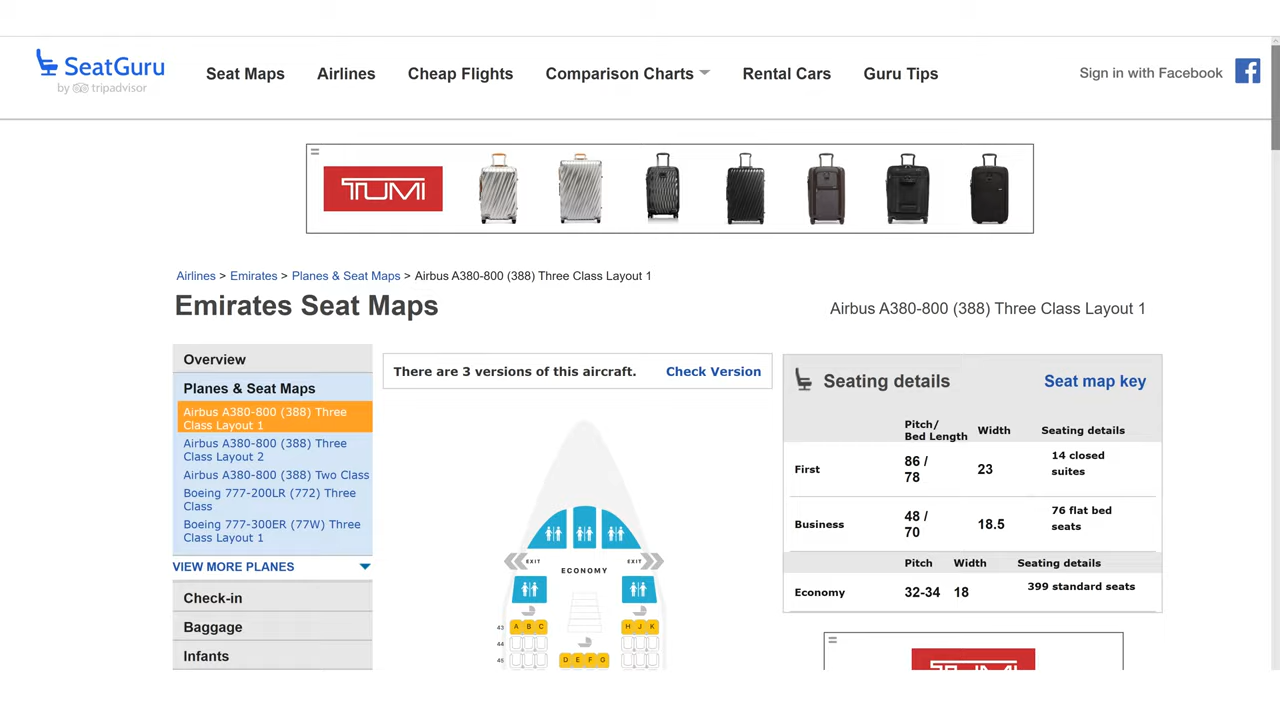 SeatGuru
by tripadvisor
Seat Maps
Airlines
Cheap Flights
Comparison Charts
Rental Cars
Guru Tips
Sign in with Facebook
TUMI
Airlines > Emirates > Planes & Seat Maps > Airbus A380-800 (388) Three Class Layout 1
Emirates Seat Maps
Airbus A380-800 (388) Three Class Layout 1
Overview
Planes & Seat Maps
Airbus A380-800 (388) Three
Class Layout 1
Airbus A380-800 (388) Three
Class Layout 2
Airbus A380-800 (388) Two Class
Boeing 777-200LR (772) Three
Class
Boeing 777-300ER (77W) Three
Class Layout 1
VIEW MORE PLANES
Check-in
Baggage
Infants
There are 3 versions of this aircraft. Check Version
EXIT EXIT
ECONOMY
43 A B C H J K
44
45 D E F G
Seating details Seat map key
Pitch/
Bed Length Width Seating details
First 86 /
78 23 14 closed
suites
Business 48 /
70 18.5 76 flat bed
seats
Pitch Width Seating details
Economy 32-34 18 399 standard seats
TUMI